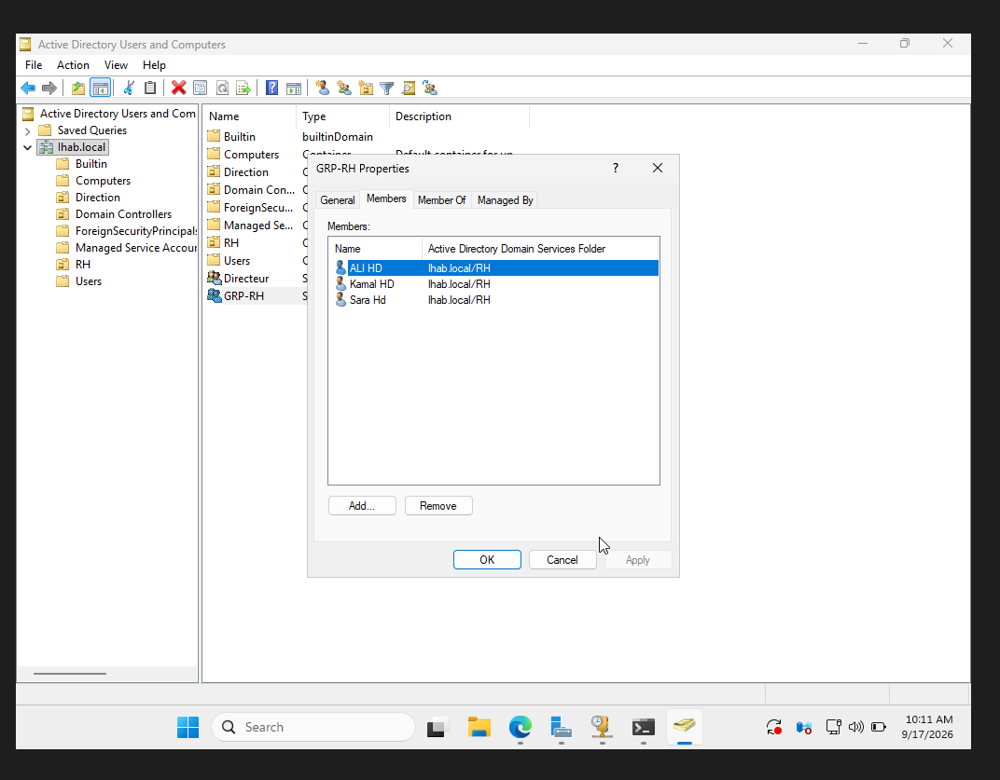 Active Directory Users and Computers
File Action View Help
Active Directory Users and Com
Saved Queries
lhab.local
Builtin
Computers
Direction
Domain Controllers
ForeignSecurityPrincipals
Managed Service Accour
RH
Users
Name Type Description
Builtin builtinDomain
Computers Container Default container for up
Direction
Domain Con...
ForeignSecu...
Managed Se...
RH
Users
Directeur S
GRP-RH S
GRP-RH Properties
General Members Member Of Managed By
Members:
Name Active Directory Domain Services Folder
ALI HD lhab.local/RH
Kamal HD lhab.local/RH
Sara Hd lhab.local/RH
Add... Remove
OK Cancel Apply
Search
10:11 AM
9/17/2026